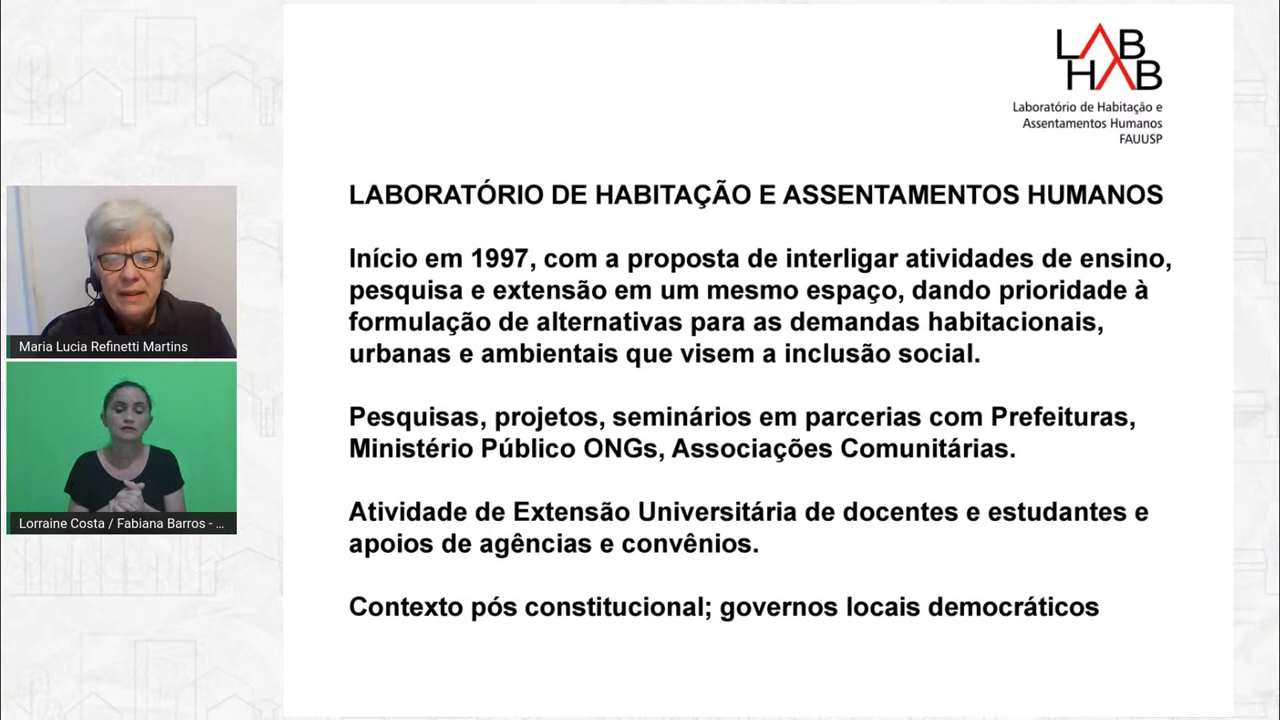 LAB
HAB
Laboratório de Habitação e
Assentamentos Humanos
FAUUSP
LABORATÓRIO DE HABITAÇÃO E ASSENTAMENTOS HUMANOS
Início em 1997, com a proposta de interligar atividades de ensino,
pesquisa e extensão em um mesmo espaço, dando prioridade à
formulação de alternativas para as demandas habitacionais,
urbanas e ambientais que visem a inclusão social.
Pesquisas, projetos, seminários em parcerias com Prefeituras,
Ministério Público ONGs, Associações Comunitárias.
Atividade de Extensão Universitária de docentes e estudantes e
apoios de agências e convênios.
Contexto pós constitucional; governos locais democráticos
Maria Lucia Refinetti Martins
Lorraine Costa / Fabiana Barros - ...